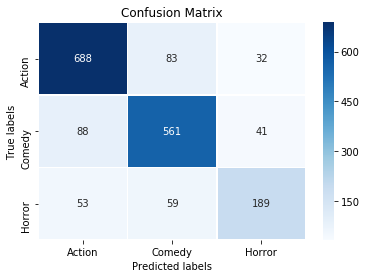 Confusion Matrix
True labels
Action
688 83 32
Comedy
88 561 41
Horror
53 59 189
Action Comedy Horror
Predicted labels
600
450
300
150